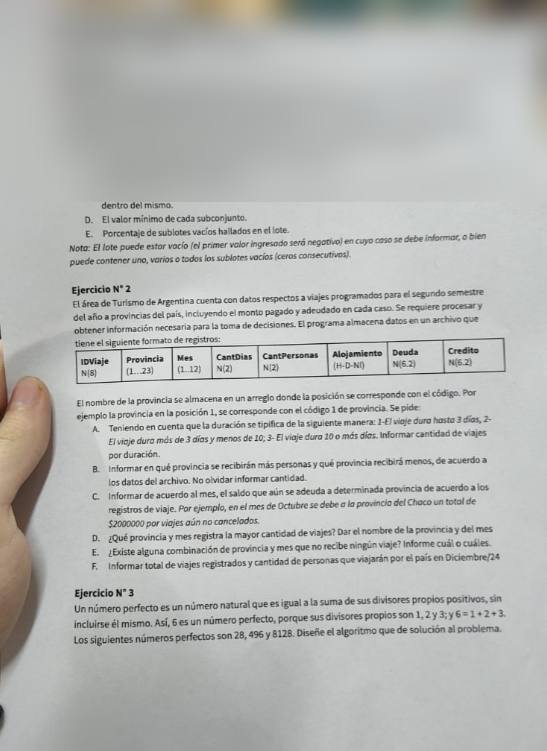 dentro del mismo.
D. El valor mínimo de cada subconjunto.
E. Porcentaje de sublotes vacíos hallados en el lote.
Nota: El lote puede estar vacío (el primer valor ingresado será negativo) en cuyo caso se debe informar, o bien
puede contener uno, varios o todos los sublotes vacíos (ceros consecutivos).
Ejercicio N° 2
El área de Turismo de Argentina cuenta con datos respectos a viajes programados para el segundo semestre
del año a provincias del país, incluyendo el monto pagado y adeudado en cada caso. Se requiere procesar y
obtener información necesaria para la toma de decisiones. El programa almacena datos en un archivo que
tiene el siguiente formato de registros:
IDViaje Provincia Mes CantDias CantPersonas Alojamiento Deuda Credito
N(8) (1...23) (1..12) N(2) N(2) (H-D-NI) N(6.2) N(6.2)
El nombre de la provincia se almacena en un arreglo donde la posición se corresponde con el código. Por
ejemplo la provincia en la posición 1, se corresponde con el código 1 de provincia. Se pide:
A. Teniendo en cuenta que la duración se tipifica de la siguiente manera: 1-El viaje dura hasta 3 días, 2-
El viaje dura más de 3 días y menos de 10; 3- El viaje dura 10 o más días. Informar cantidad de viajes
por duración.
B. Informar en qué provincia se recibirán más personas y qué provincia recibirá menos, de acuerdo a
los datos del archivo. No olvidar informar cantidad.
C. Informar de acuerdo al mes, el saldo que aún se adeuda a determinada provincia de acuerdo a los
registros de viaje. Por ejemplo, en el mes de Octubre se debe a la provincia del Chaco un total de
$2000000 por viajes aún no cancelados.
D. ¿Qué provincia y mes registra la mayor cantidad de viajes? Dar el nombre de la provincia y del mes
E. ¿Existe alguna combinación de provincia y mes que no recibe ningún viaje? Informe cuál o cuáles.
F. Informar total de viajes registrados y cantidad de personas que viajarán por el país en Diciembre/24
Ejercicio N° 3
Un número perfecto es un número natural que es igual a la suma de sus divisores propios positivos, sin
incluirse él mismo. Así, 6 es un número perfecto, porque sus divisores propios son 1, 2 y 3; y 6 = 1 + 2 + 3.
Los siguientes números perfectos son 28, 496 y 8128. Diseñe el algoritmo que de solución al problema.